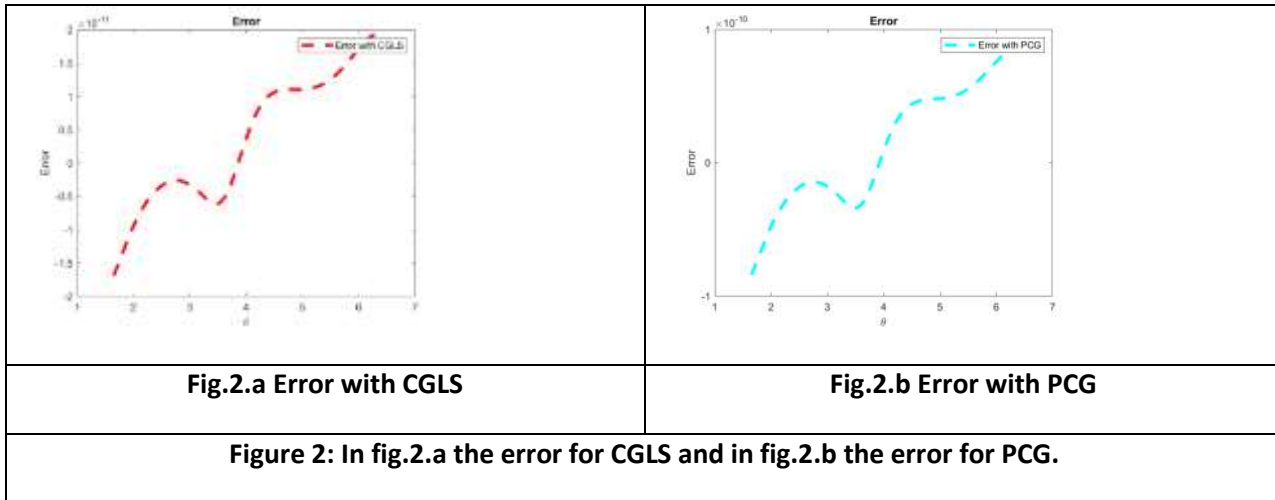 ×10⁻¹¹
Error
2
Error with CGLS
1.5
1
0.5
0
-0.5
-1
-1.5
-2
Error
1 2 3 4 5 6 7
θ
×10⁻¹⁰
Error
1
Error with PCG
0
-1
Error
1 2 3 4 5 6 7
θ
Fig.2.a Error with CGLS
Fig.2.b Error with PCG
Figure 2: In fig.2.a the error for CGLS and in fig.2.b the error for PCG.